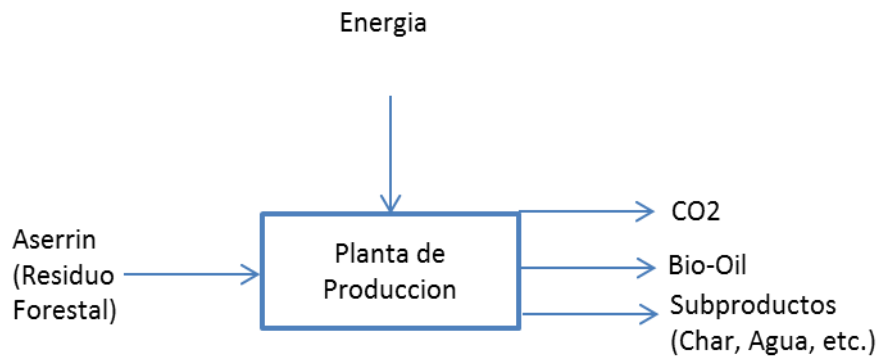 Energia
Aserrin
(Residuo
Forestal)
Planta de
Produccion
CO2
Bio-Oil
Subproductos
(Char, Agua, etc.)